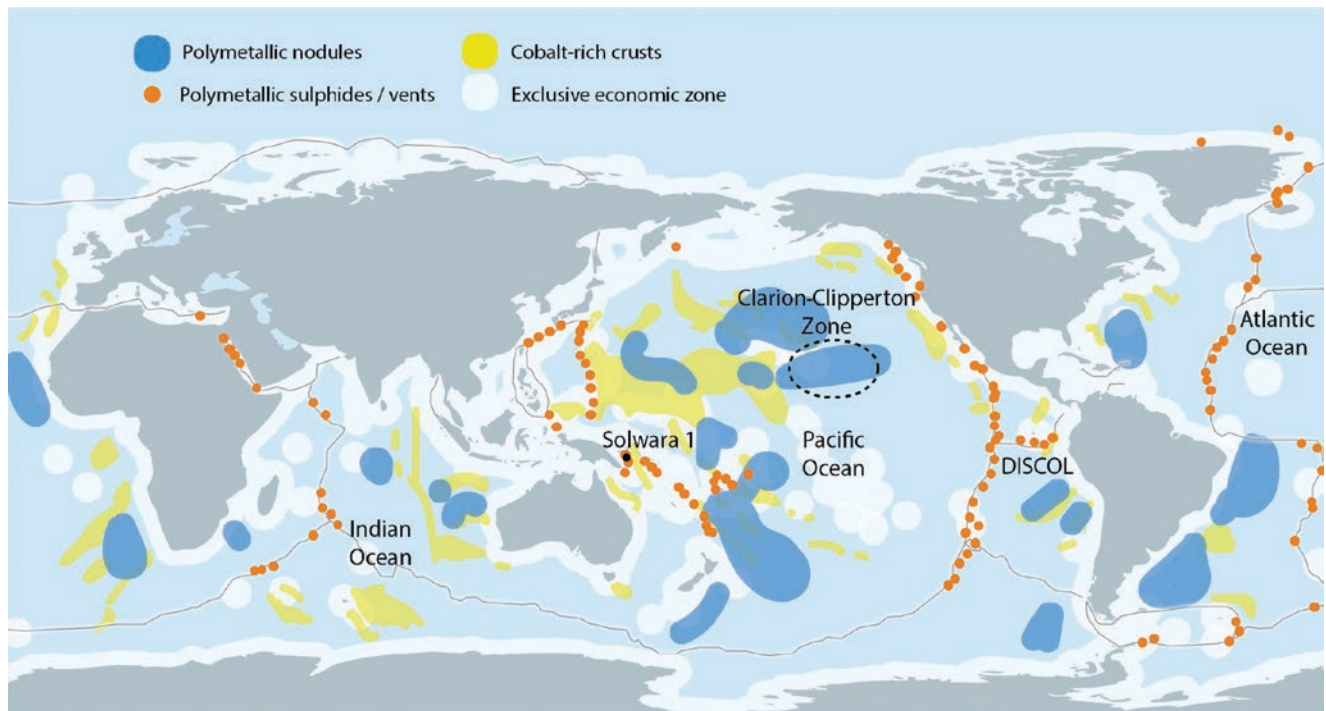 Polymetallic nodules
Cobalt-rich crusts
Polymetallic sulphides / vents
Exclusive economic zone
Clarion-Clipperton
Zone
Atlantic
Ocean
Solwara 1
Pacific
Ocean
DISCOL
Indian
Ocean